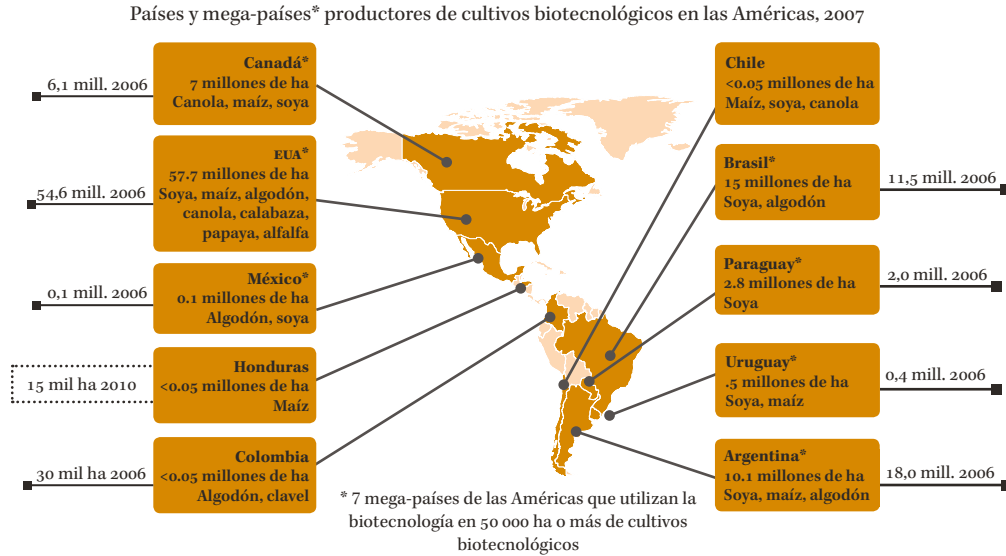 Países y mega-países* productores de cultivos biotecnológicos en las Américas, 2007
6,1 mill. 2006
Canadá*
7 millones de ha
Canola, maíz, soya
54,6 mill. 2006
EUA*
57.7 millones de ha
Soya, maíz, algodón,
canola, calabaza,
papaya, alfalfa
0,1 mill. 2006
México*
0.1 millones de ha
Algodón, soya
15 mil ha 2010
Honduras
<0.05 millones de ha
Maíz
30 mil ha 2006
Colombia
<0.05 millones de ha
Algodón, clavel
Chile
<0.05 millones de ha
Maíz, soya, canola
Brasil*
15 millones de ha
Soya, algodón
11,5 mill. 2006
Paraguay*
2.8 millones de ha
Soya
2,0 mill. 2006
Uruguay*
.5 millones de ha
Soya, maíz
0,4 mill. 2006
Argentina*
10.1 millones de ha
Soya, maíz, algodón
18,0 mill. 2006
* 7 mega-países de las Américas que utilizan la
biotecnología en 50 000 ha o más de cultivos
biotecnológicos